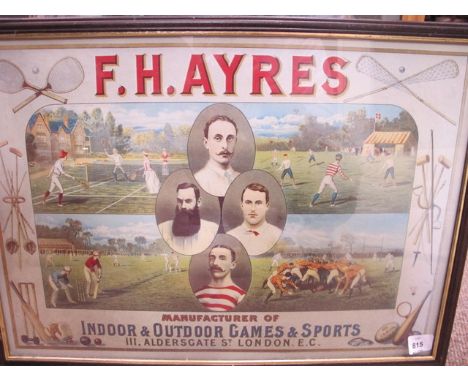 F.H. AYRES
MANUFACTURER OF
INDOOR & OUTDOOR GAMES & SPORTS
111, ALDERSGATE ST LONDON. E.C.
815